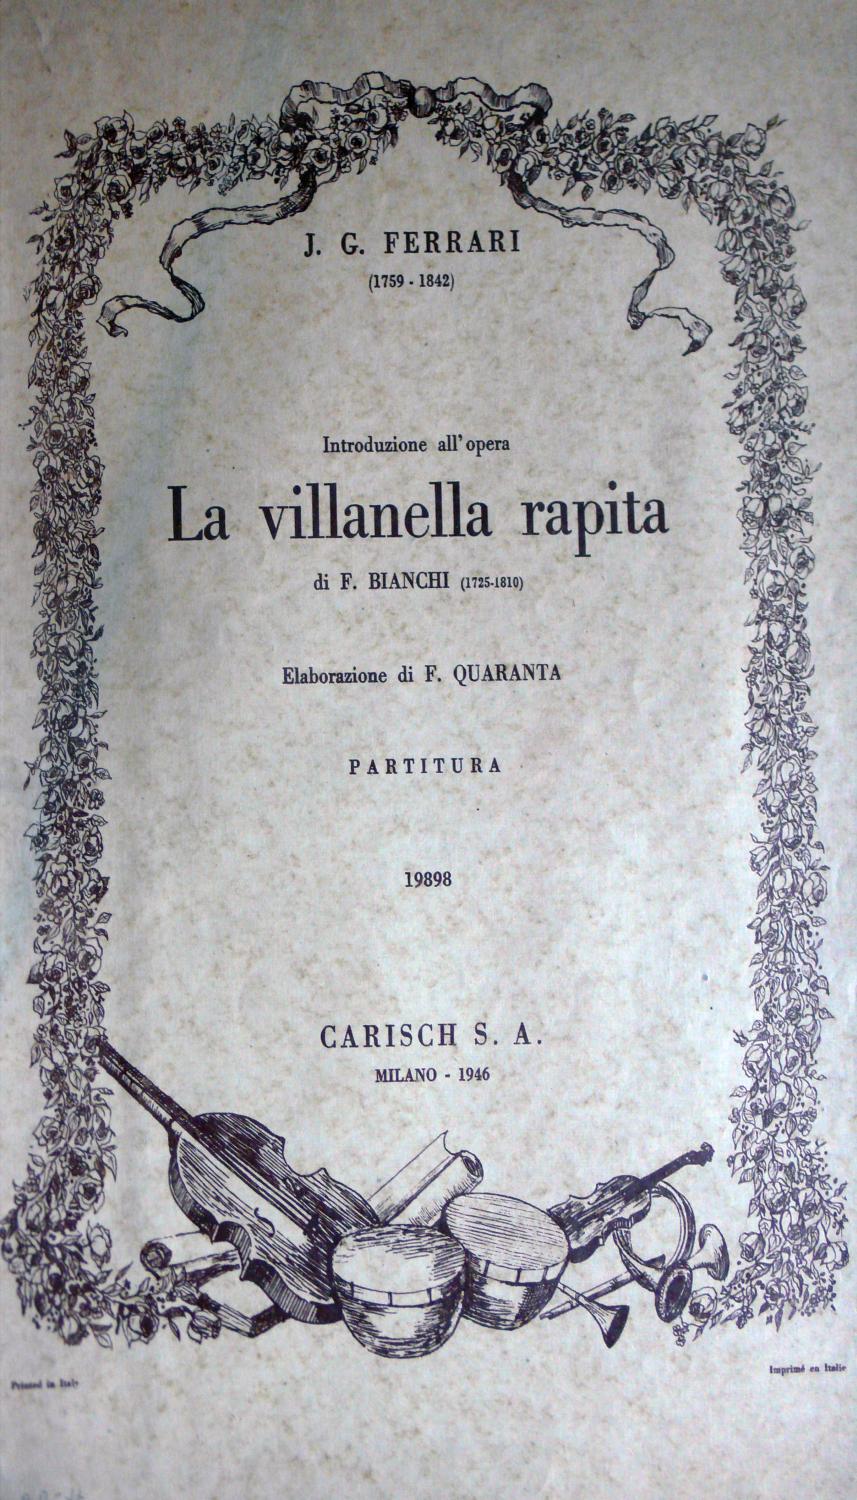 J. G. FERRARI
(1759 - 1842)
Introduzione all'opera
La villanella rapita
di F. BIANCHI (1725-1810)
Elaborazione di F. QUARANTA
PARTITURA
19898
CARISCH S. A.
MILANO - 1946
Printed in Italy
Imprimé en Italie